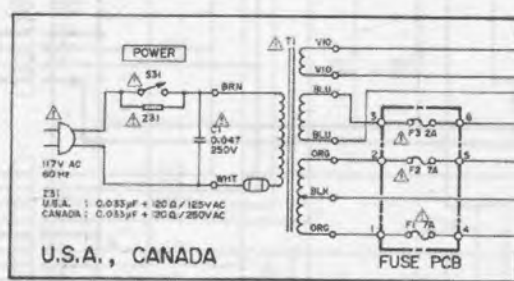 POWER
S31
Z31
117V AC
60 Hz
BRN
C1
0.047
250V
WHT
T1
VIO
VIO
BLU
BLU
ORG
BLK
ORG
3
F3 2A
6
2
F2 7A
5
1
F1 7A
4
Z31
U.S.A. : 0.033µF + 120Ω/125VAC
CANADA : 0.033µF + 120Ω/250VAC
U.S.A., CANADA
FUSE PCB